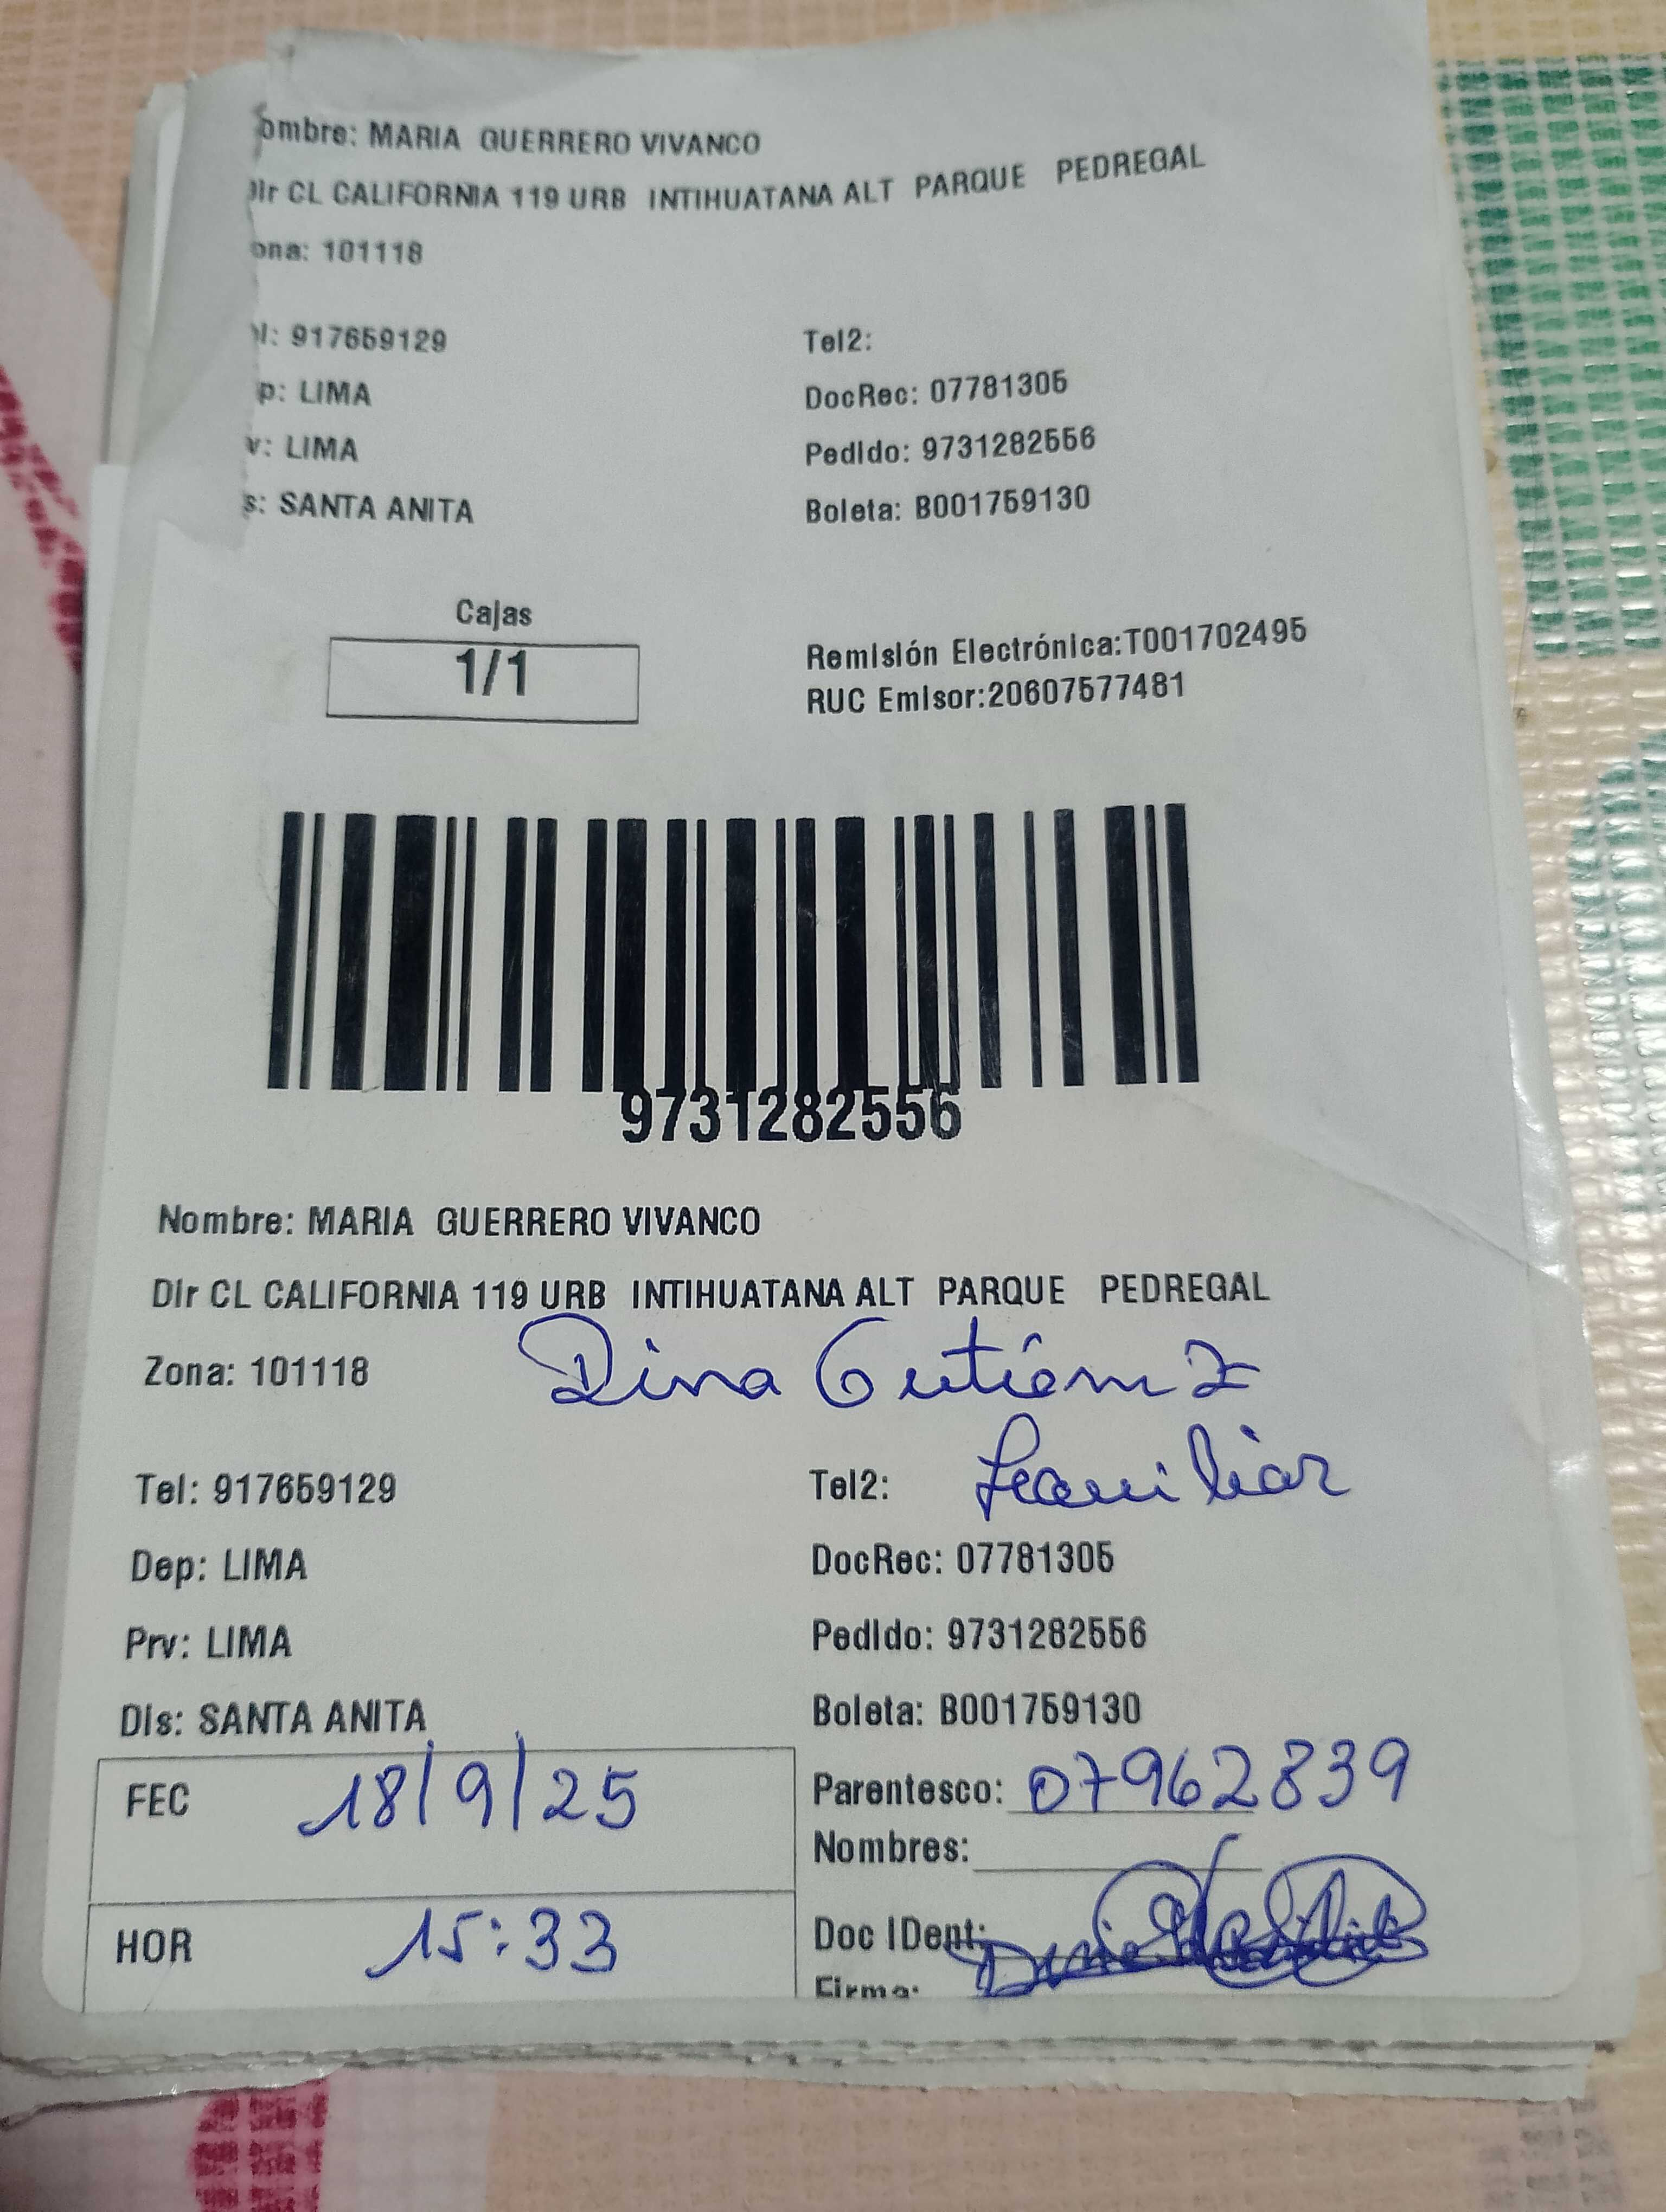 ombre: MARIA GUERRERO VIVANCO
Dir CL CALIFORNIA 119 URB INTIHUATANA ALT PARQUE PEDREGAL
ona: 101118
l: 917659129 Tel2:
p: LIMA DocRec: 07781305
v: LIMA Pedido: 9731282556
s: SANTA ANITA Boleta: B001759130
Cajas
1/1
Remisión Electrónica:T001702495
RUC Emisor:20607577481
9731282556
Nombre: MARIA GUERRERO VIVANCO
Dir CL CALIFORNIA 119 URB INTIHUATANA ALT PARQUE PEDREGAL
Zona: 101118 Dina Gutiérrez
Familiar
Tel: 917659129 Tel2:
Dep: LIMA DocRec: 07781305
Prv: LIMA Pedido: 9731282556
Dis: SANTA ANITA Boleta: B001759130
FEC 18/9/25 Parentesco: 07962839
Nombres:
HOR 15:33 Doc IDent:
Firma: